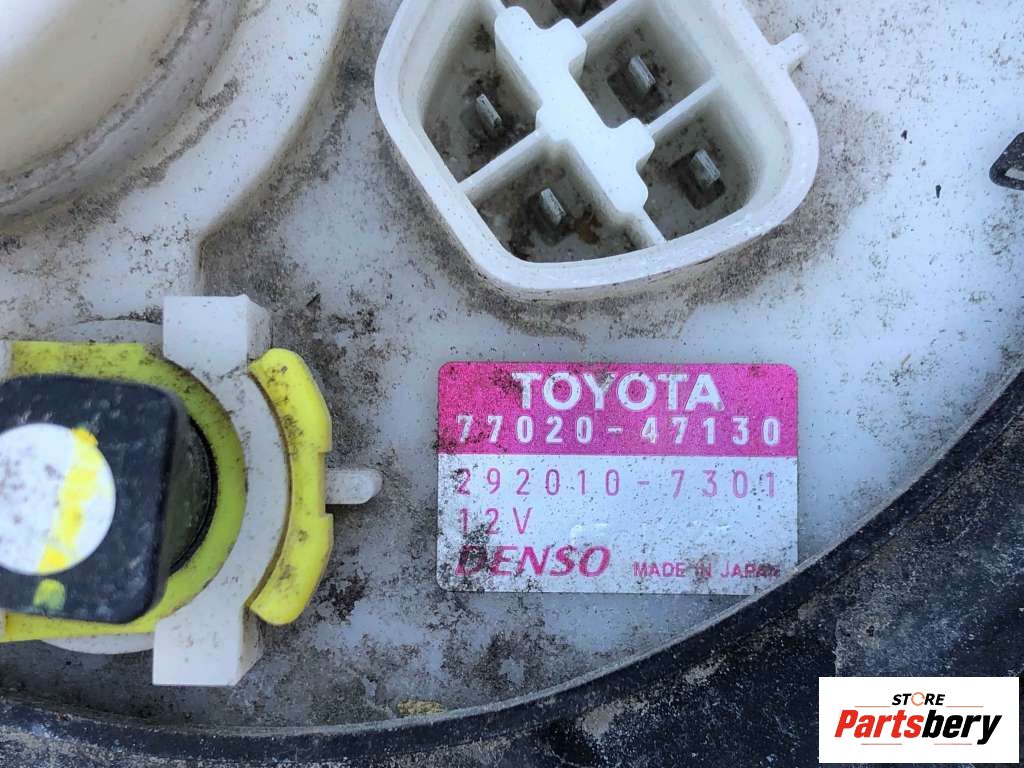 TOYOTA
77020-47130
292010-7301
12V
DENSO MADE IN JAPAN
STORE
Partsbery